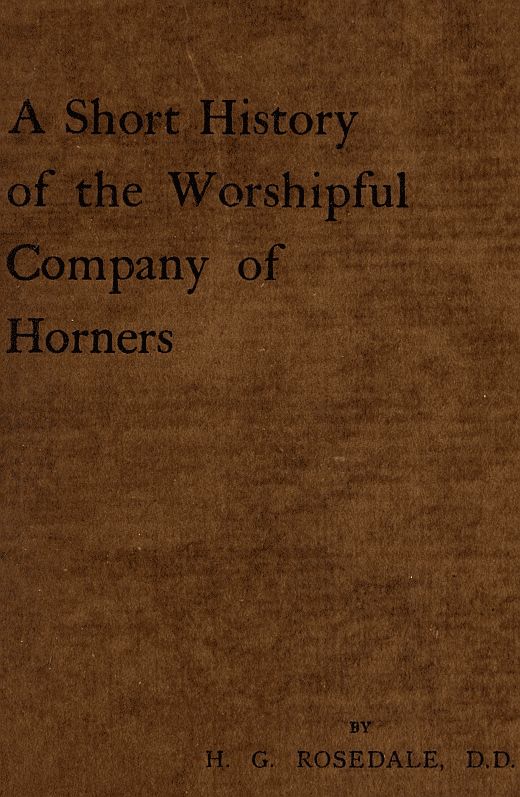 A Short History
of the Worshipful
Company of
Horners
BY
H. G. ROSEDALE, D.D.